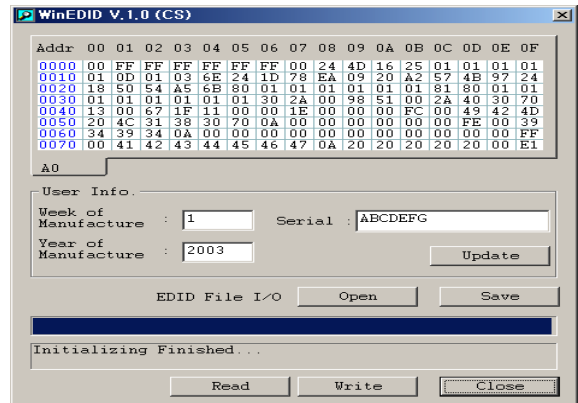 WinEDID V.1.0 (CS)
Addr 00 01 02 03 04 05 06 07 08 09 0A 0B 0C 0D 0E 0F
0000 00 FF FF FF FF FF FF 00 24 4D 16 25 01 01 01 01
0010 01 0D 01 03 6E 24 1D 78 EA 09 20 A2 57 4B 97 24
0020 18 50 54 A5 6B 80 01 01 01 01 01 01 81 80 01 01
0030 01 01 01 01 01 01 30 2A 00 98 51 00 2A 40 30 70
0040 13 00 67 1F 11 00 00 1E 00 00 00 FC 00 49 42 4D
0050 20 4C 31 38 30 70 0A 00 00 00 00 00 00 FE 00 39
0060 34 39 34 0A 00 00 00 00 00 00 00 00 00 00 00 FF
0070 00 41 42 43 44 45 46 47 0A 20 20 20 20 20 00 E1
A0
User Info.
Week of
Manufacture : 1 Serial : ABCDEFG
Year of
Manufacture : 2003 Update
EDID File I/O Open Save
Initializing Finished...
Read Write Close